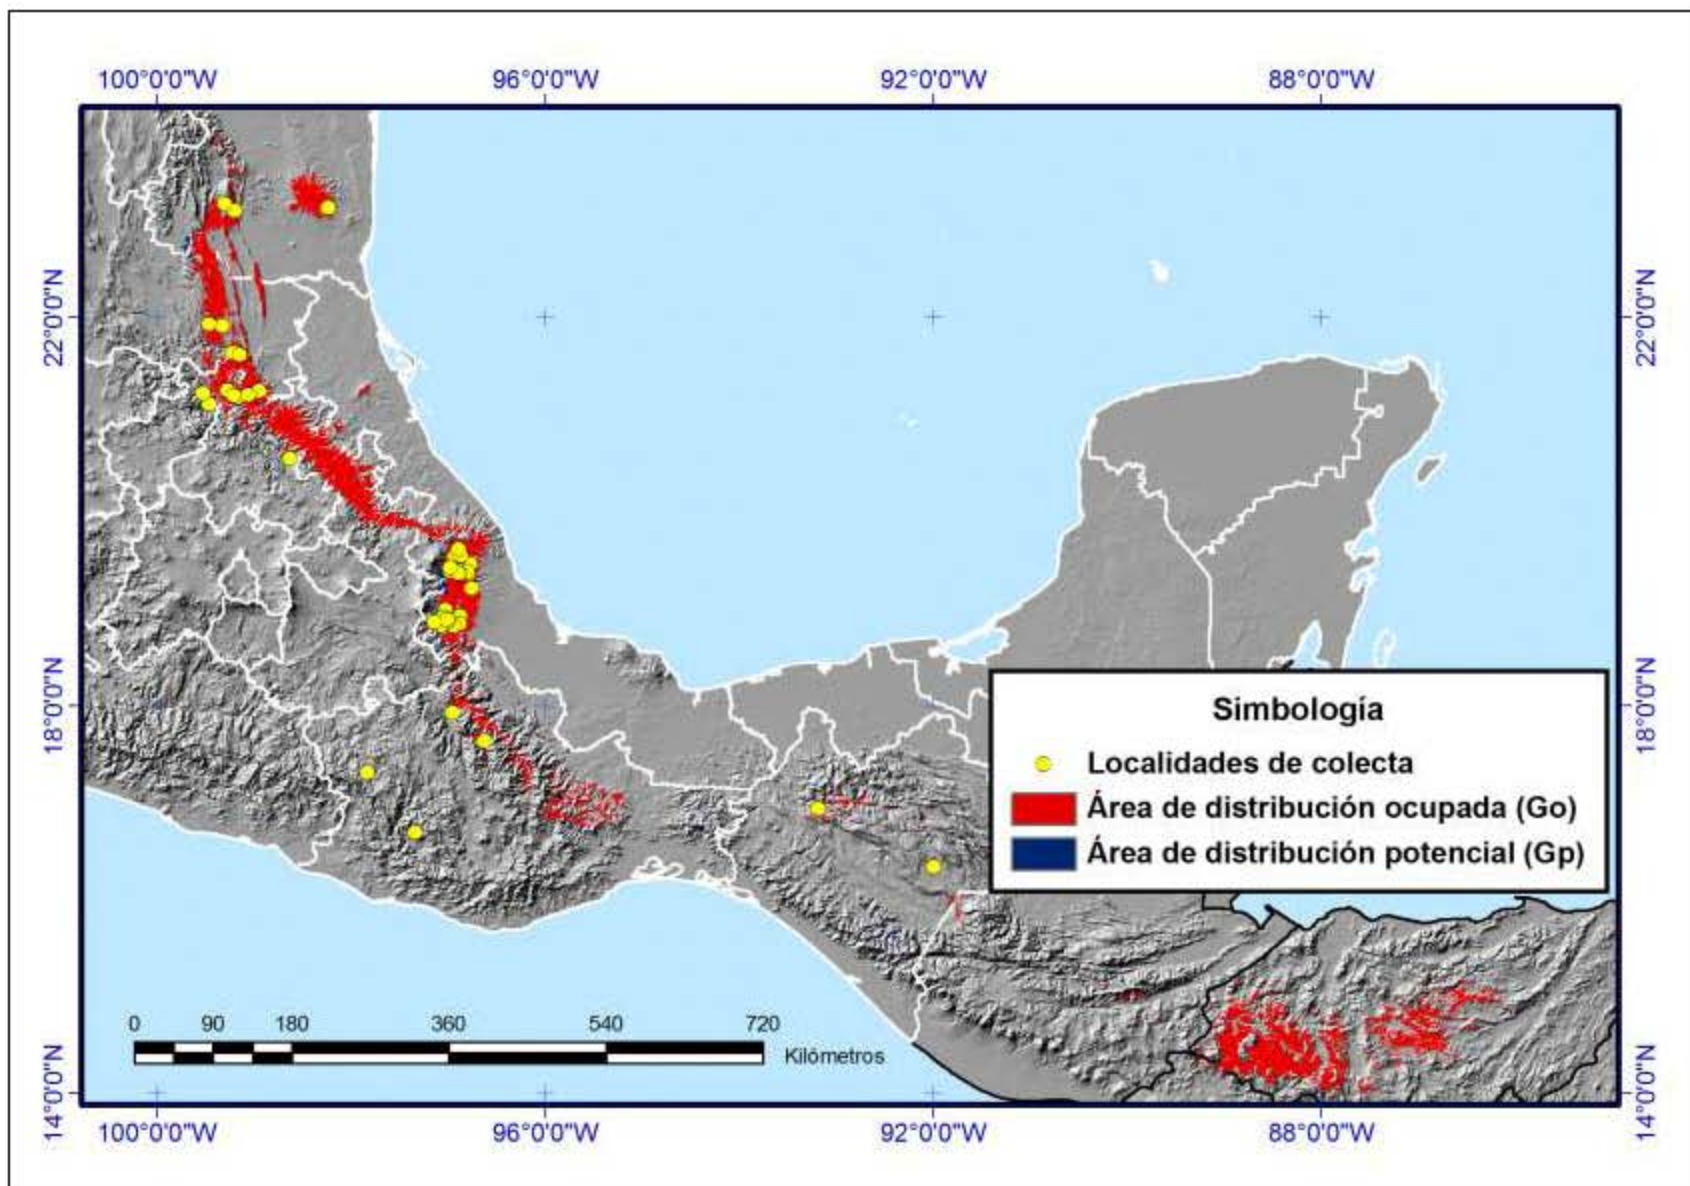 100°0'0"W 96°0'0"W 92°0'0"W 88°0'0"W
22°0'0"N 22°0'0"N
18°0'0"N 18°0'0"N
Simbología
Localidades de colecta
Área de distribución ocupada (Go)
Área de distribución potencial (Gp)
0 90 180 360 540 720
Kilómetros
14°0'0"N 14°0'0"N
100°0'0"W 96°0'0"W 92°0'0"W 88°0'0"W